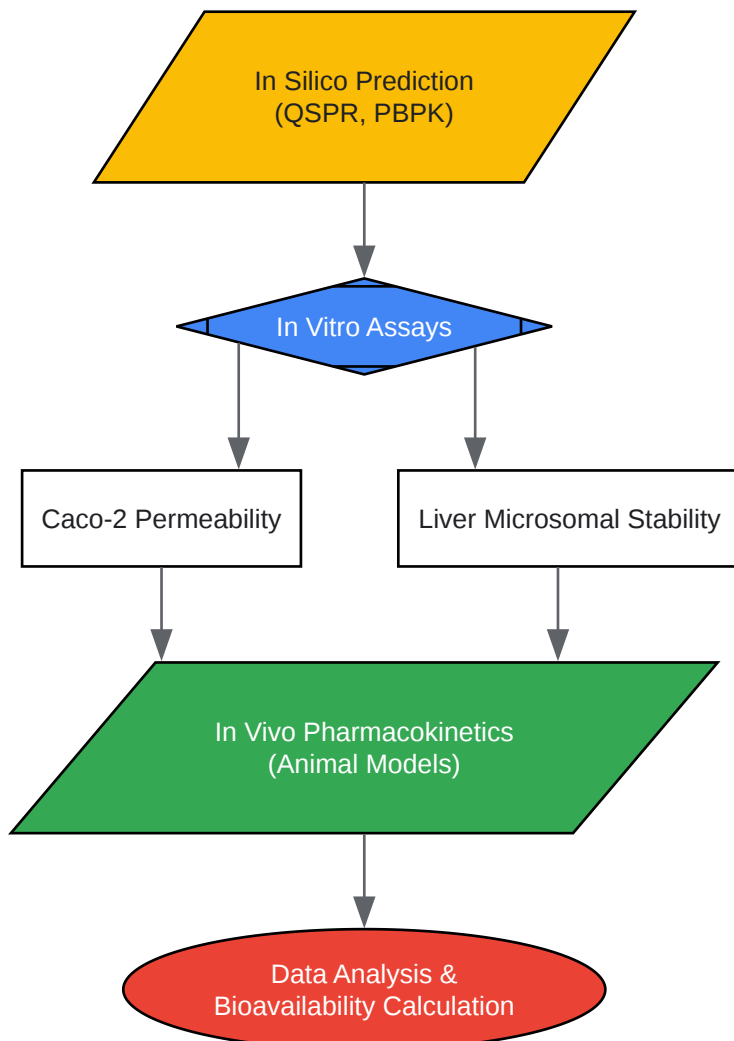 In Silico Prediction
(QSPR, PBPK)
In Vitro Assays
Caco-2 Permeability
Liver Microsomal Stability
In Vivo Pharmacokinetics
(Animal Models)
Data Analysis &
Bioavailability Calculation